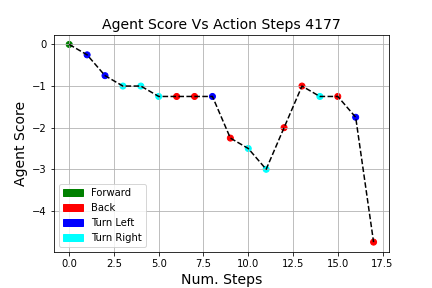 Agent Score Vs Action Steps 4177
Agent Score
0
−1
−2
−3
−4
Forward
Back
Turn Left
Turn Right
0.0 2.5 5.0 7.5 10.0 12.5 15.0 17.5
Num. Steps